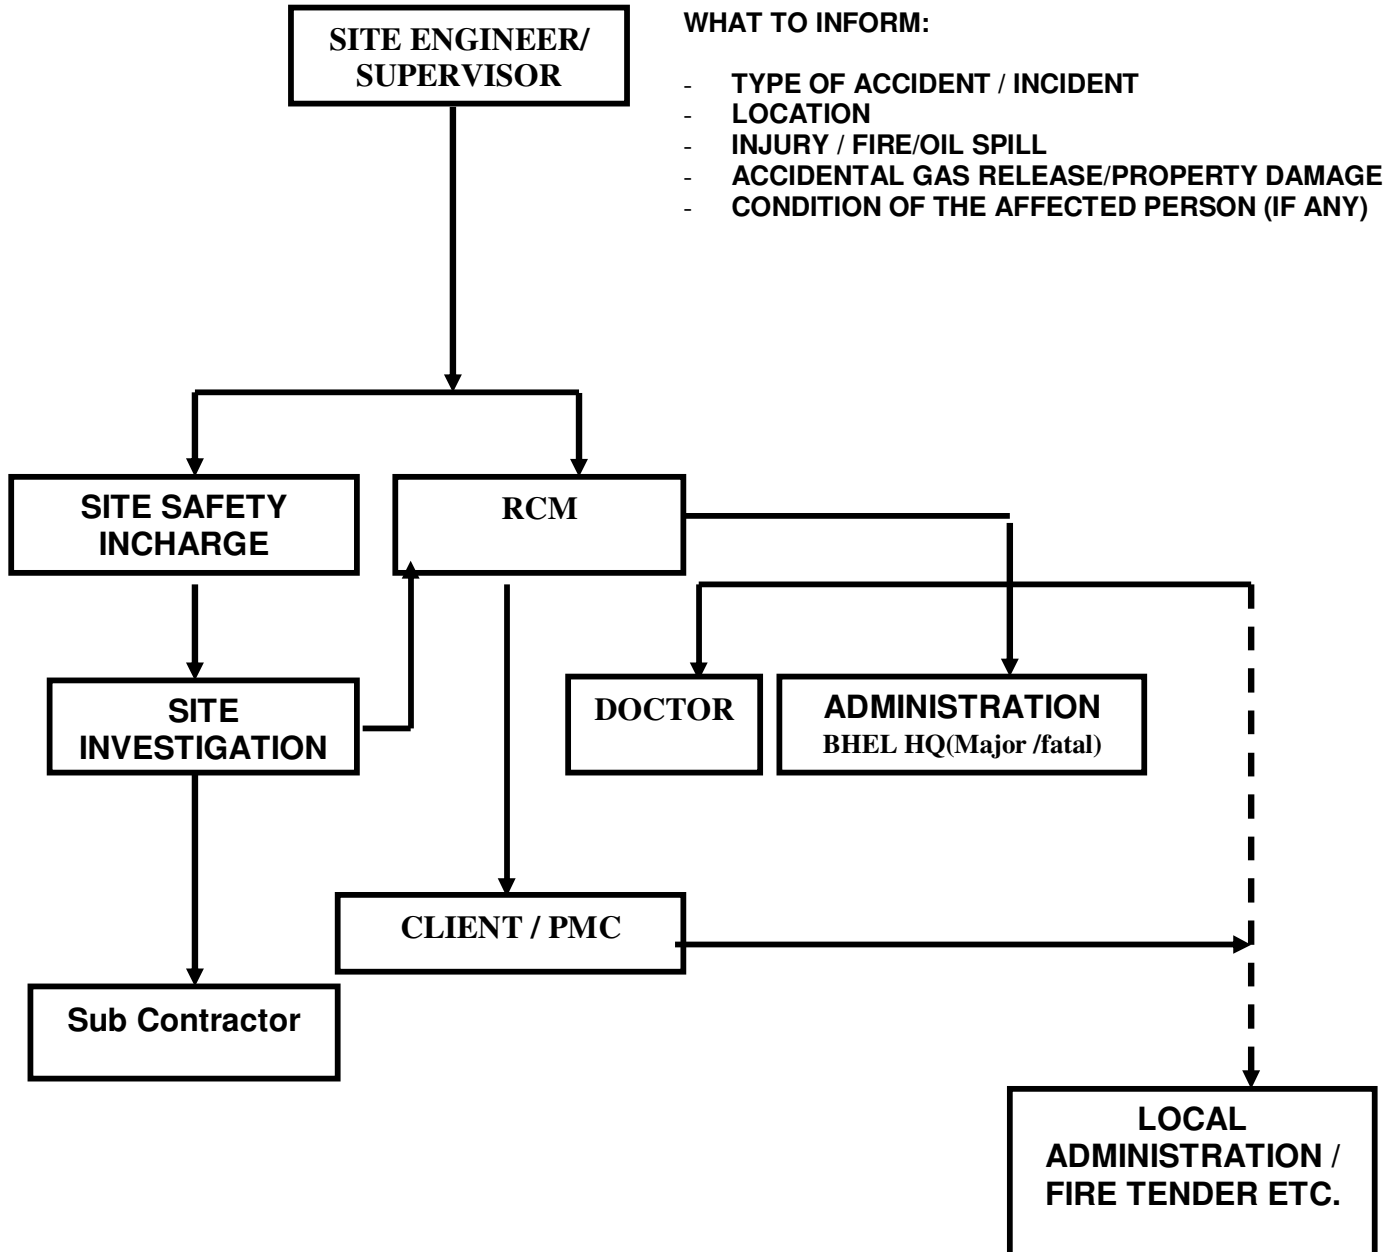 SITE ENGINEER/
SUPERVISOR
WHAT TO INFORM:
- TYPE OF ACCIDENT / INCIDENT
- LOCATION
- INJURY / FIRE/OIL SPILL
- ACCIDENTAL GAS RELEASE/PROPERTY DAMAGE
- CONDITION OF THE AFFECTED PERSON (IF ANY)
SITE SAFETY
INCHARGE
RCM
SITE
INVESTIGATION
DOCTOR
ADMINISTRATION
BHEL HQ(Major /fatal)
CLIENT / PMC
Sub Contractor
LOCAL
ADMINISTRATION /
FIRE TENDER ETC.